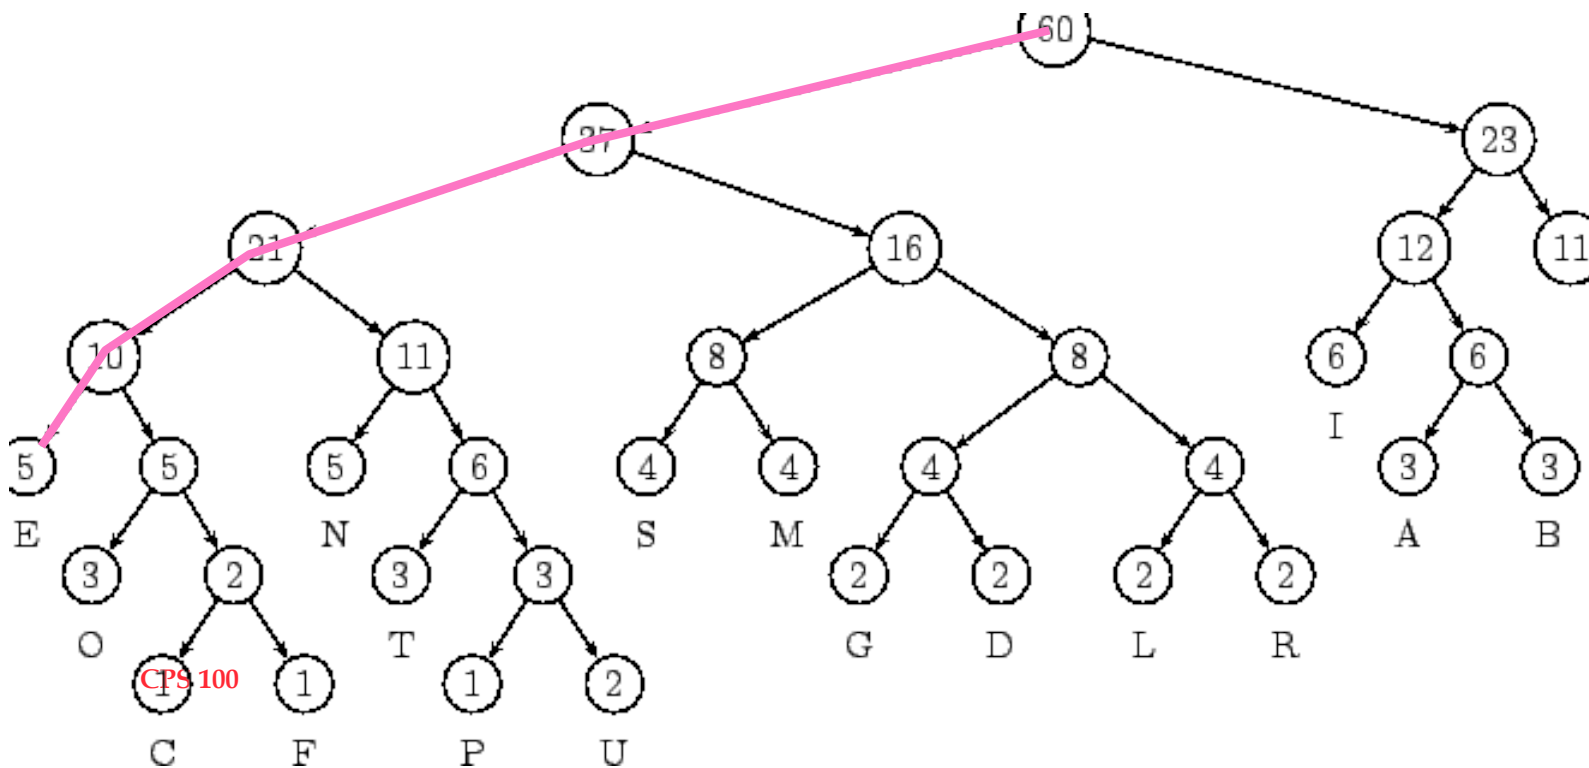 60
37 23
21 16 12 11
10 11 8 8 6 6
I
5 5 5 6 4 4 4 4 3 3
E N S M A B
3 2 3 3 2 2 2 2
O T G D L R
1 CPS 100 1 1 2
C F P U